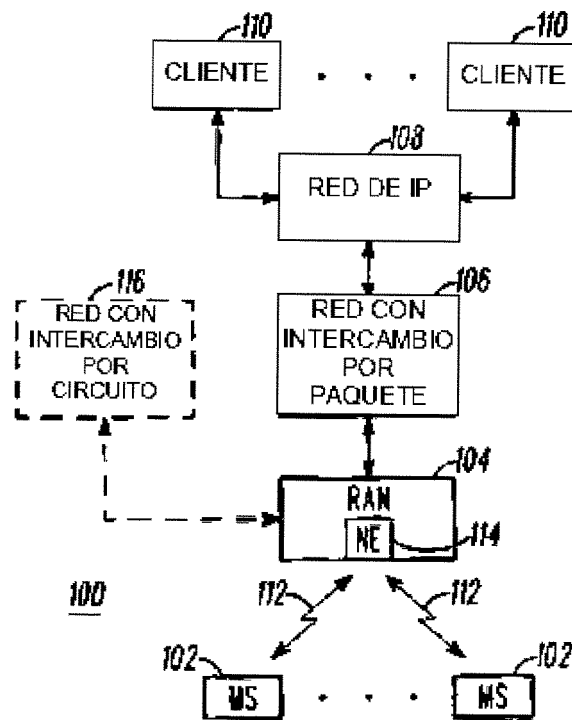 110 110
CLIENTE . . . CLIENTE
108
RED DE IP
116
RED CON
INTERCAMBIO
POR
CIRCUITO
106
RED CON
INTERCAMBIO
POR
PAQUETE
104
RAN
NE 114
100
112 112
102 102
MS . . . MS